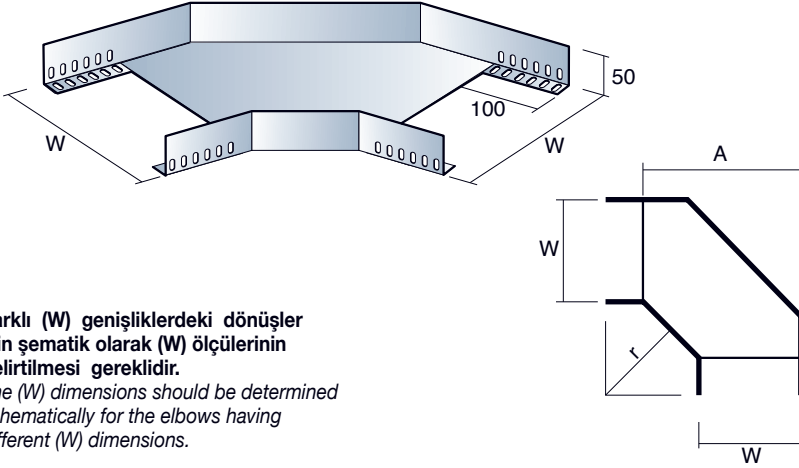 50
100
W
W
A
W
r
arklı (W) genişliklerdeki dönüşler
in şematik olarak (W) ölçülerinin
elirtilmesi gereklidir.
ne (W) dimensions should be determined
hematically for the elbows having
fferent (W) dimensions.
W